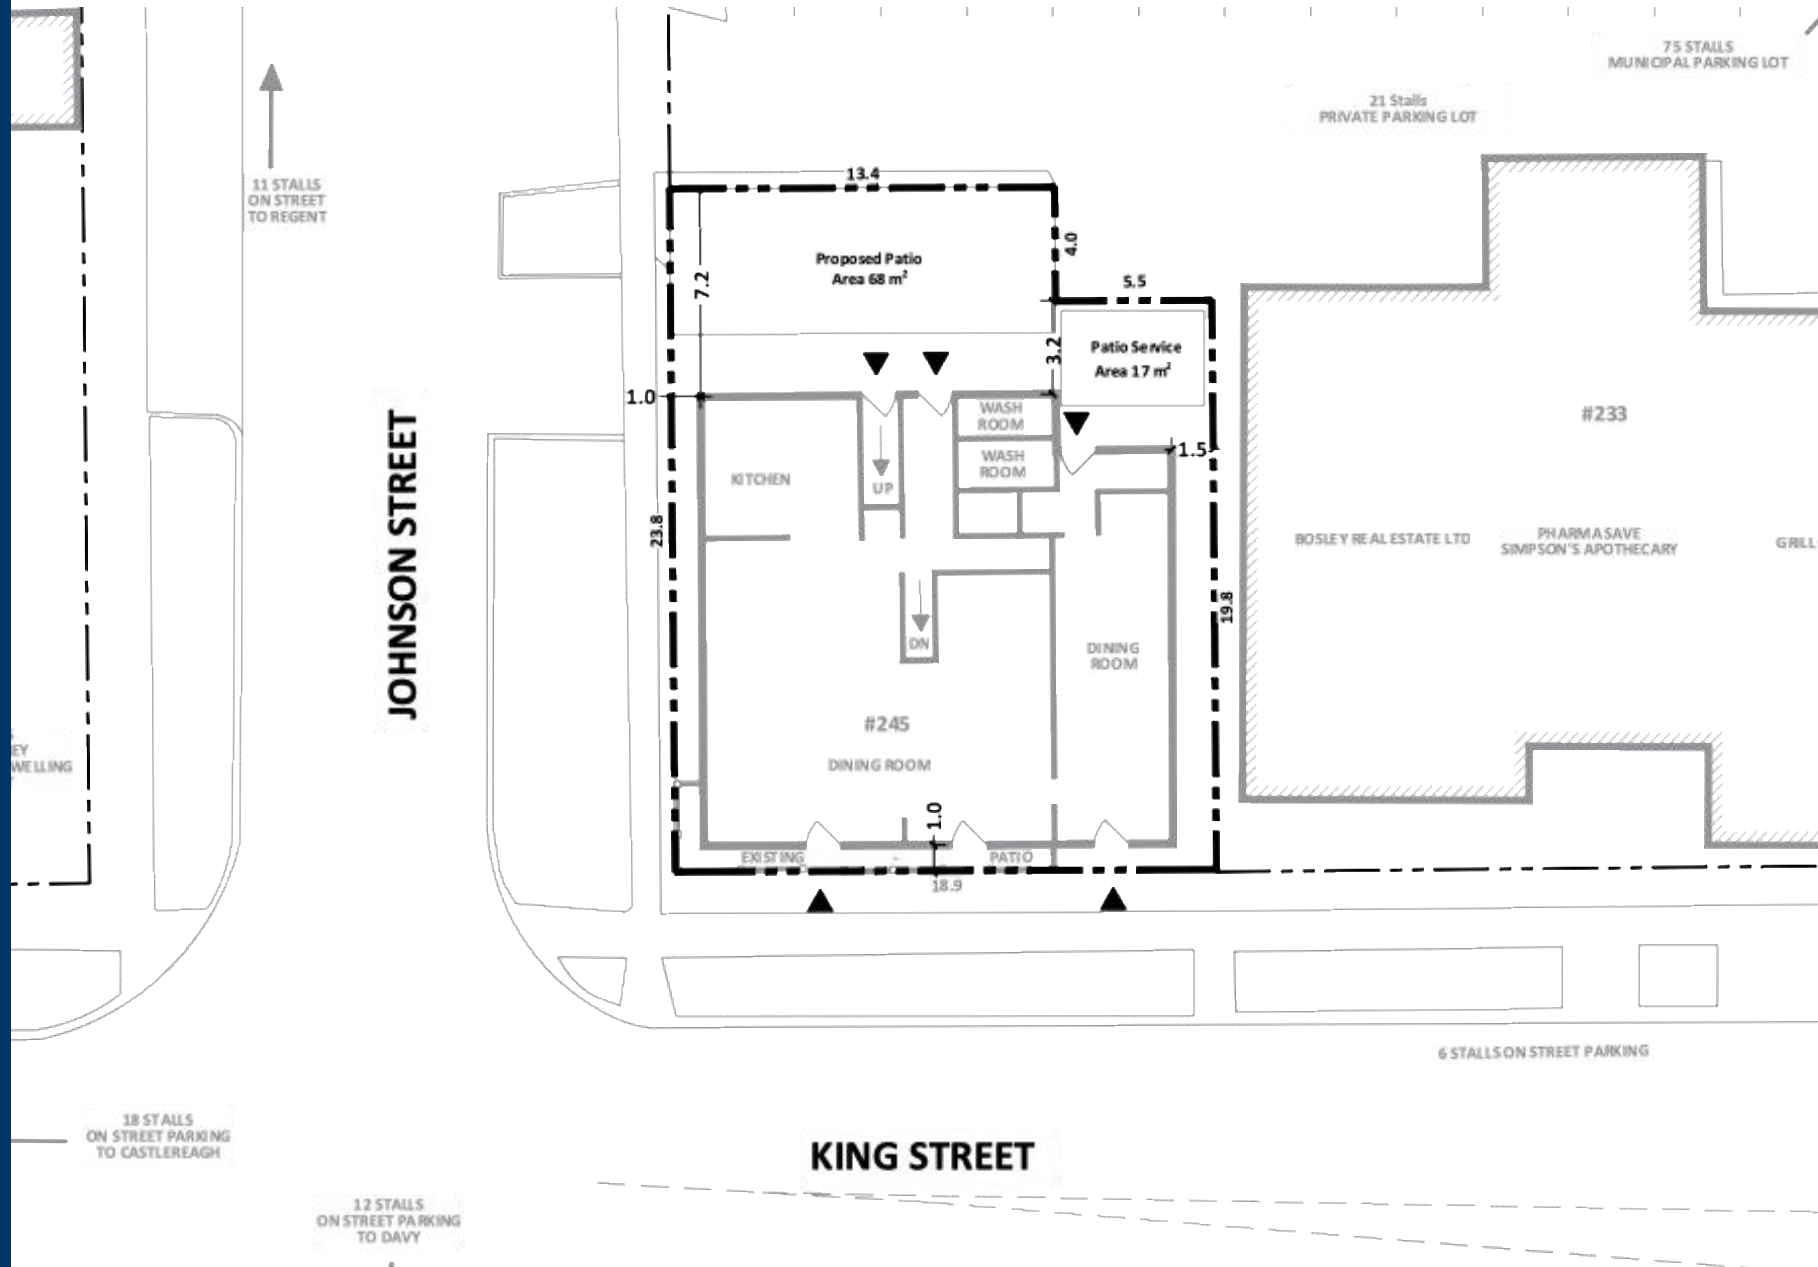 75 STALLS
MUNICIPAL PARKING LOT
21 Stalls
PRIVATE PARKING LOT
11 STALLS
ON STREET
TO REGENT
13.4
4.0
Proposed Patio
Area 68 m²
7.2
5.5
3.2
Patio Service
Area 17 m²
1.0
WASH
ROOM
WASH
ROOM
1.5
#233
KITCHEN
UP
JOHNSON STREET
23.8
BOSLEY REAL ESTATE LTD
PHARMASAVE
SIMPSON'S APOTHECARY
GRILL
19.8
DN
DINING
ROOM
#245
DINING ROOM
EY
WELLING
1.0
EXISTING
-
PATIO
18.9
6 STALLS ON STREET PARKING
18 STALLS
ON STREET PARKING
TO CASTLEREAGH
KING STREET
12 STALLS
ON STREET PARKING
TO DAVY